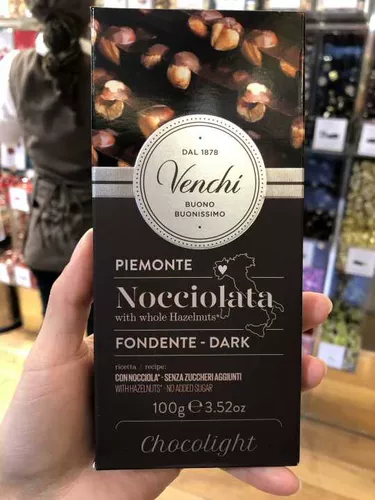 DAL 1878
Venchi
BUONO
BUONISSIMO
PIEMONTE
Nocciolata
with whole Hazelnuts*
FONDENTE - DARK
ricetta / recipe:
CON NOCCIOLA* - SENZA ZUCCHERI AGGIUNTI
WITH HAZELNUTS* - NO ADDED SUGAR
100g ℮ 3.52oz
Chocolight